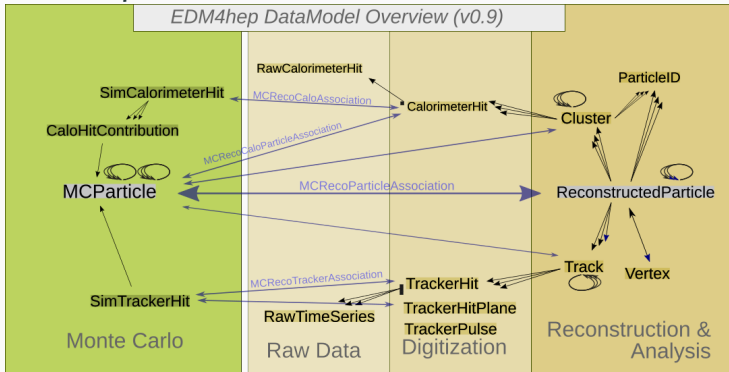 EDM4hep DataModel Overview (v0.9)
RawCalorimeterHit
ParticleID
SimCalorimeterHit
MCRecoCaloAssociation
CalorimeterHit
Cluster
CaloHitContribution
MCRecoCaloParticleAssociation
MCParticle
MCRecoParticleAssociation
ReconstructedParticle
Track
Vertex
MCRecoTrackerAssociation
TrackerHit
SimTrackerHit
RawTimeSeries
TrackerHitPlane
TrackerPulse
Monte Carlo
Raw Data
Digitization
Reconstruction &
Analysis